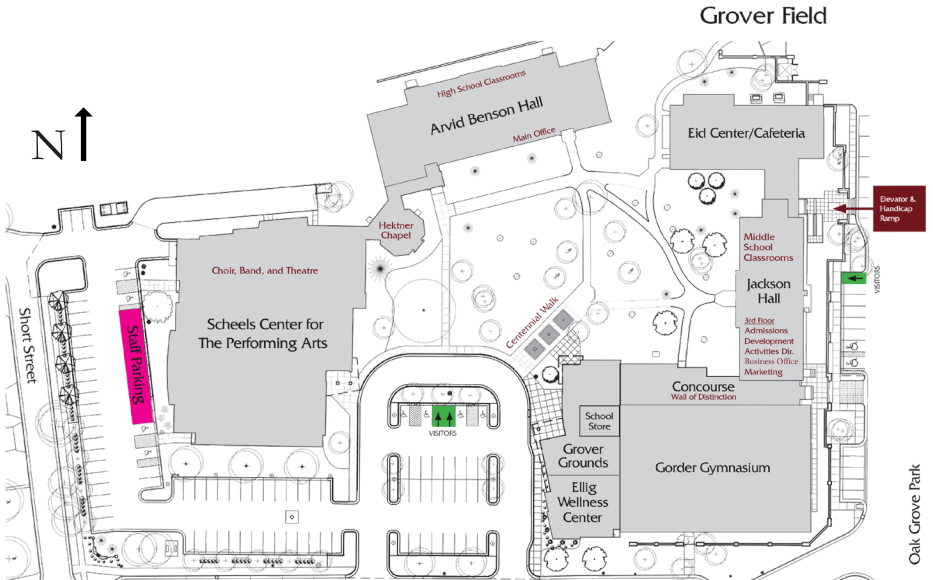 Grover Field
High School Classrooms
Arvid Benson Hall
Main Office
N
Eid Center/Cafeteria
Elevator &
Handicap
Ramp
Hektner
Chapel
Middle
School
Classrooms
Choir, Band, and Theatre
Jackson
Hall
VISITORS
Centennial Walk
Short Street
Staff Parking
Scheels Center for
The Performing Arts
3rd Floor
Admissions
Development
Activities Dir.
Business Office
Marketing
Concourse
Wall of Distinction
VISITORS
School
Store
Grover
Grounds
Gorder Gymnasium
Ellig
Wellness
Center
Oak Grove Park